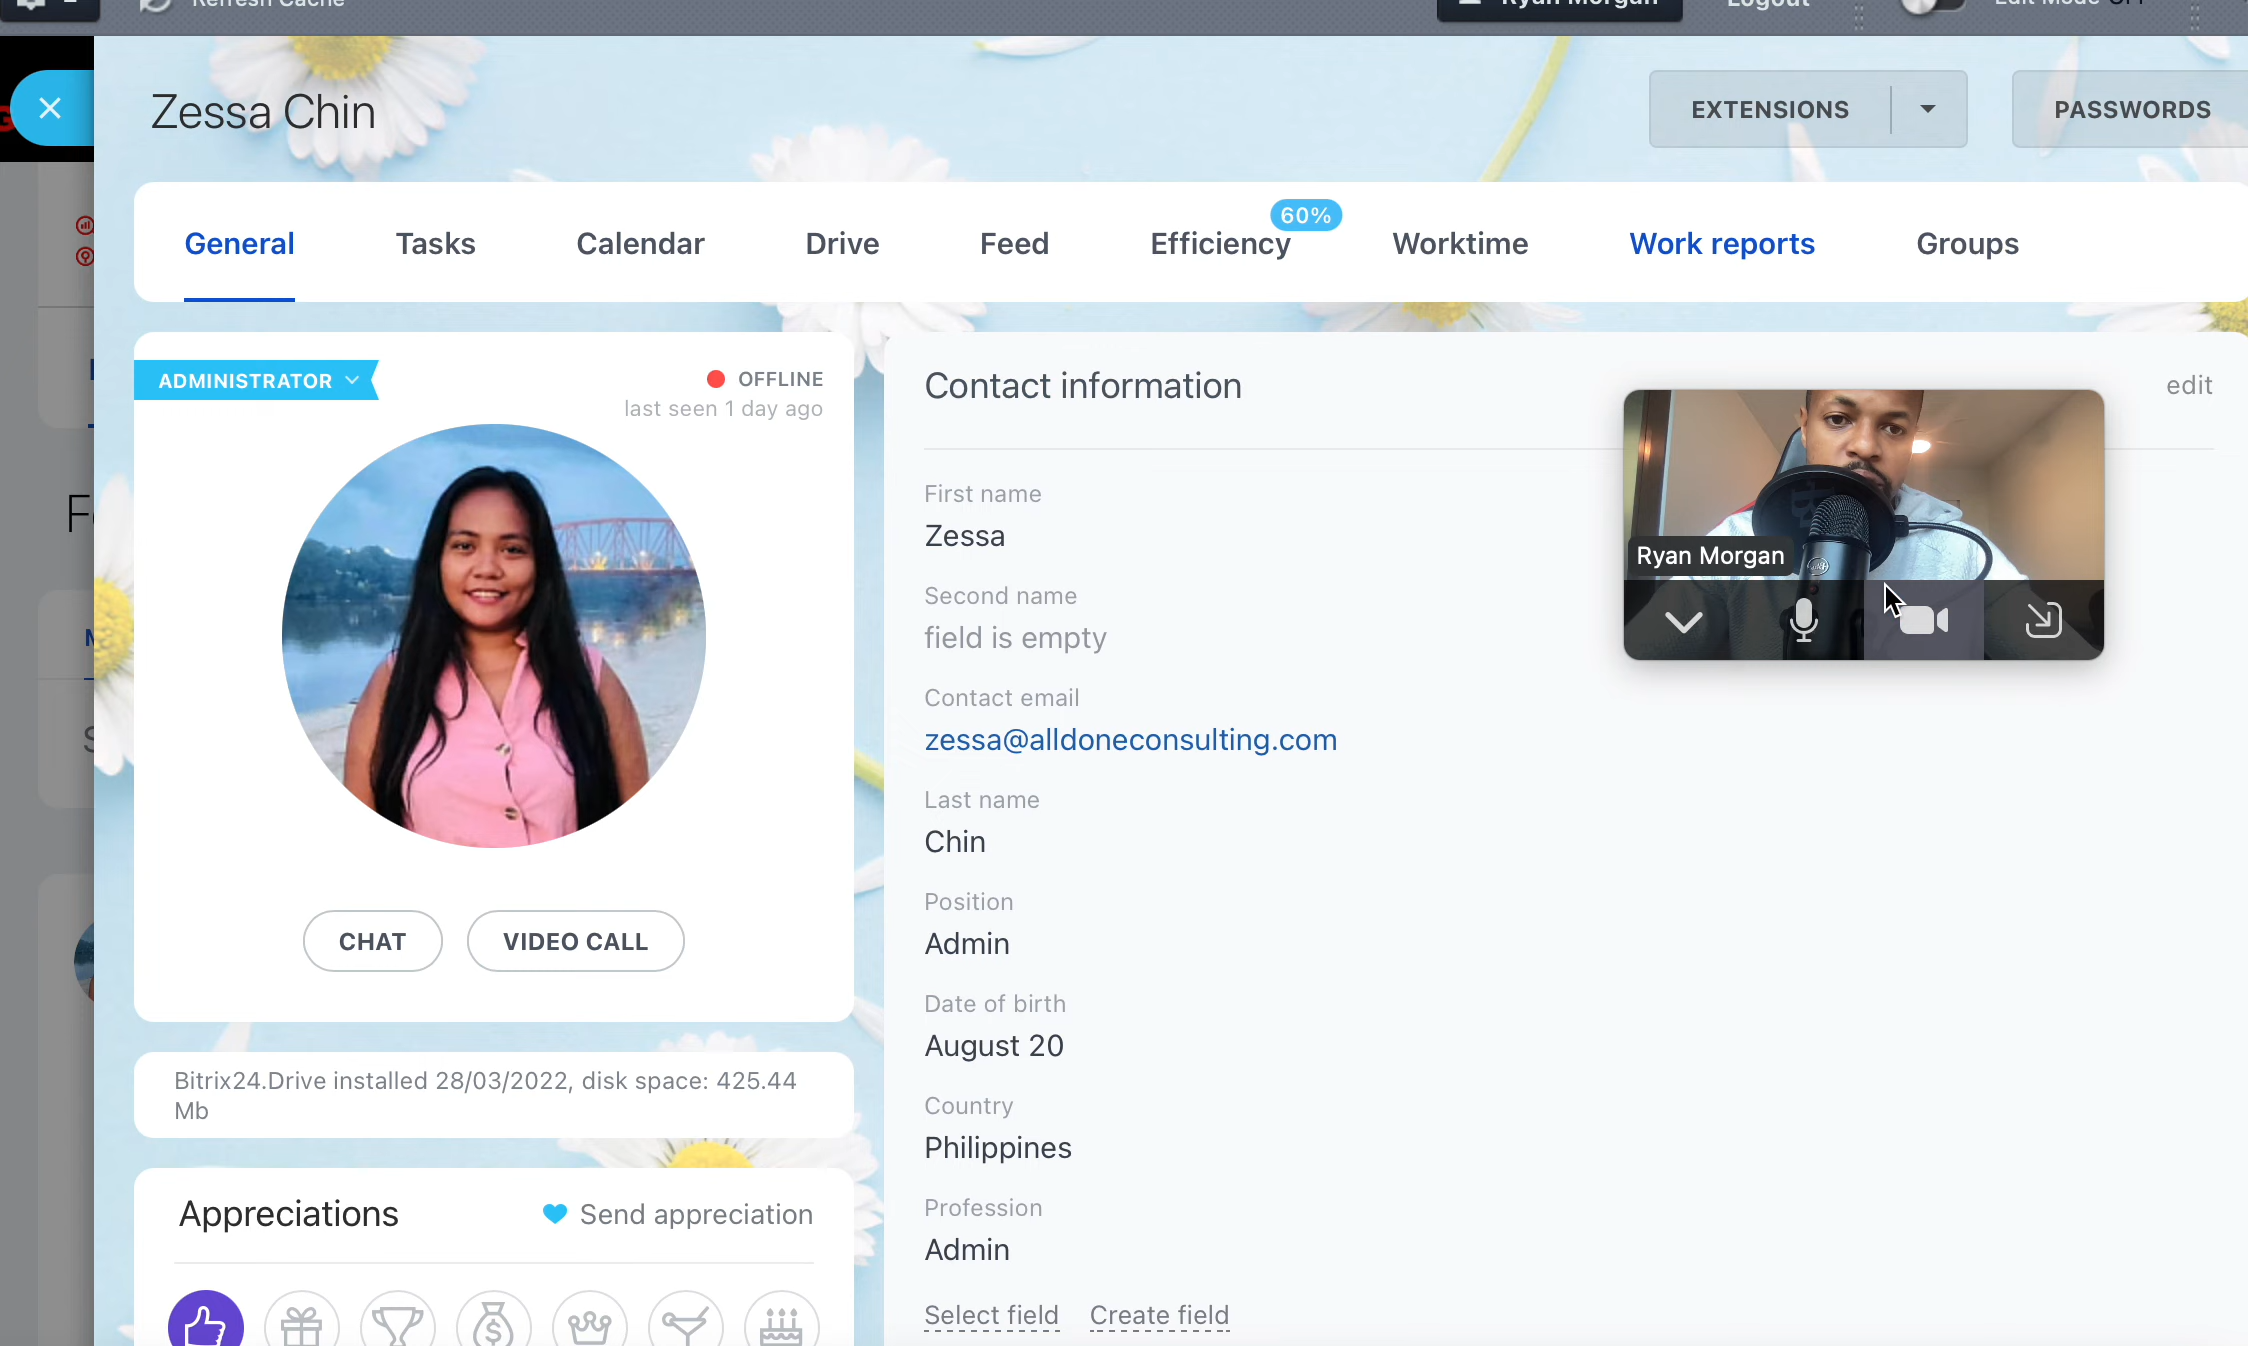 Refresh Cache
Ryan Morgan
Logout
Edit Mode OFF
Zessa Chin
EXTENSIONS
PASSWORDS
General
Tasks
Calendar
Drive
Feed
Efficiency
60%
Worktime
Work reports
Groups
ADMINISTRATOR
OFFLINE
last seen 1 day ago
CHAT
VIDEO CALL
Bitrix24.Drive installed 28/03/2022, disk space: 425.44
Mb
Appreciations
Send appreciation
Contact information
edit
First name
Zessa
Second name
field is empty
Contact email
zessa@alldoneconsulting.com
Last name
Chin
Position
Admin
Date of birth
August 20
Country
Philippines
Profession
Admin
Select field
Create field
Ryan Morgan